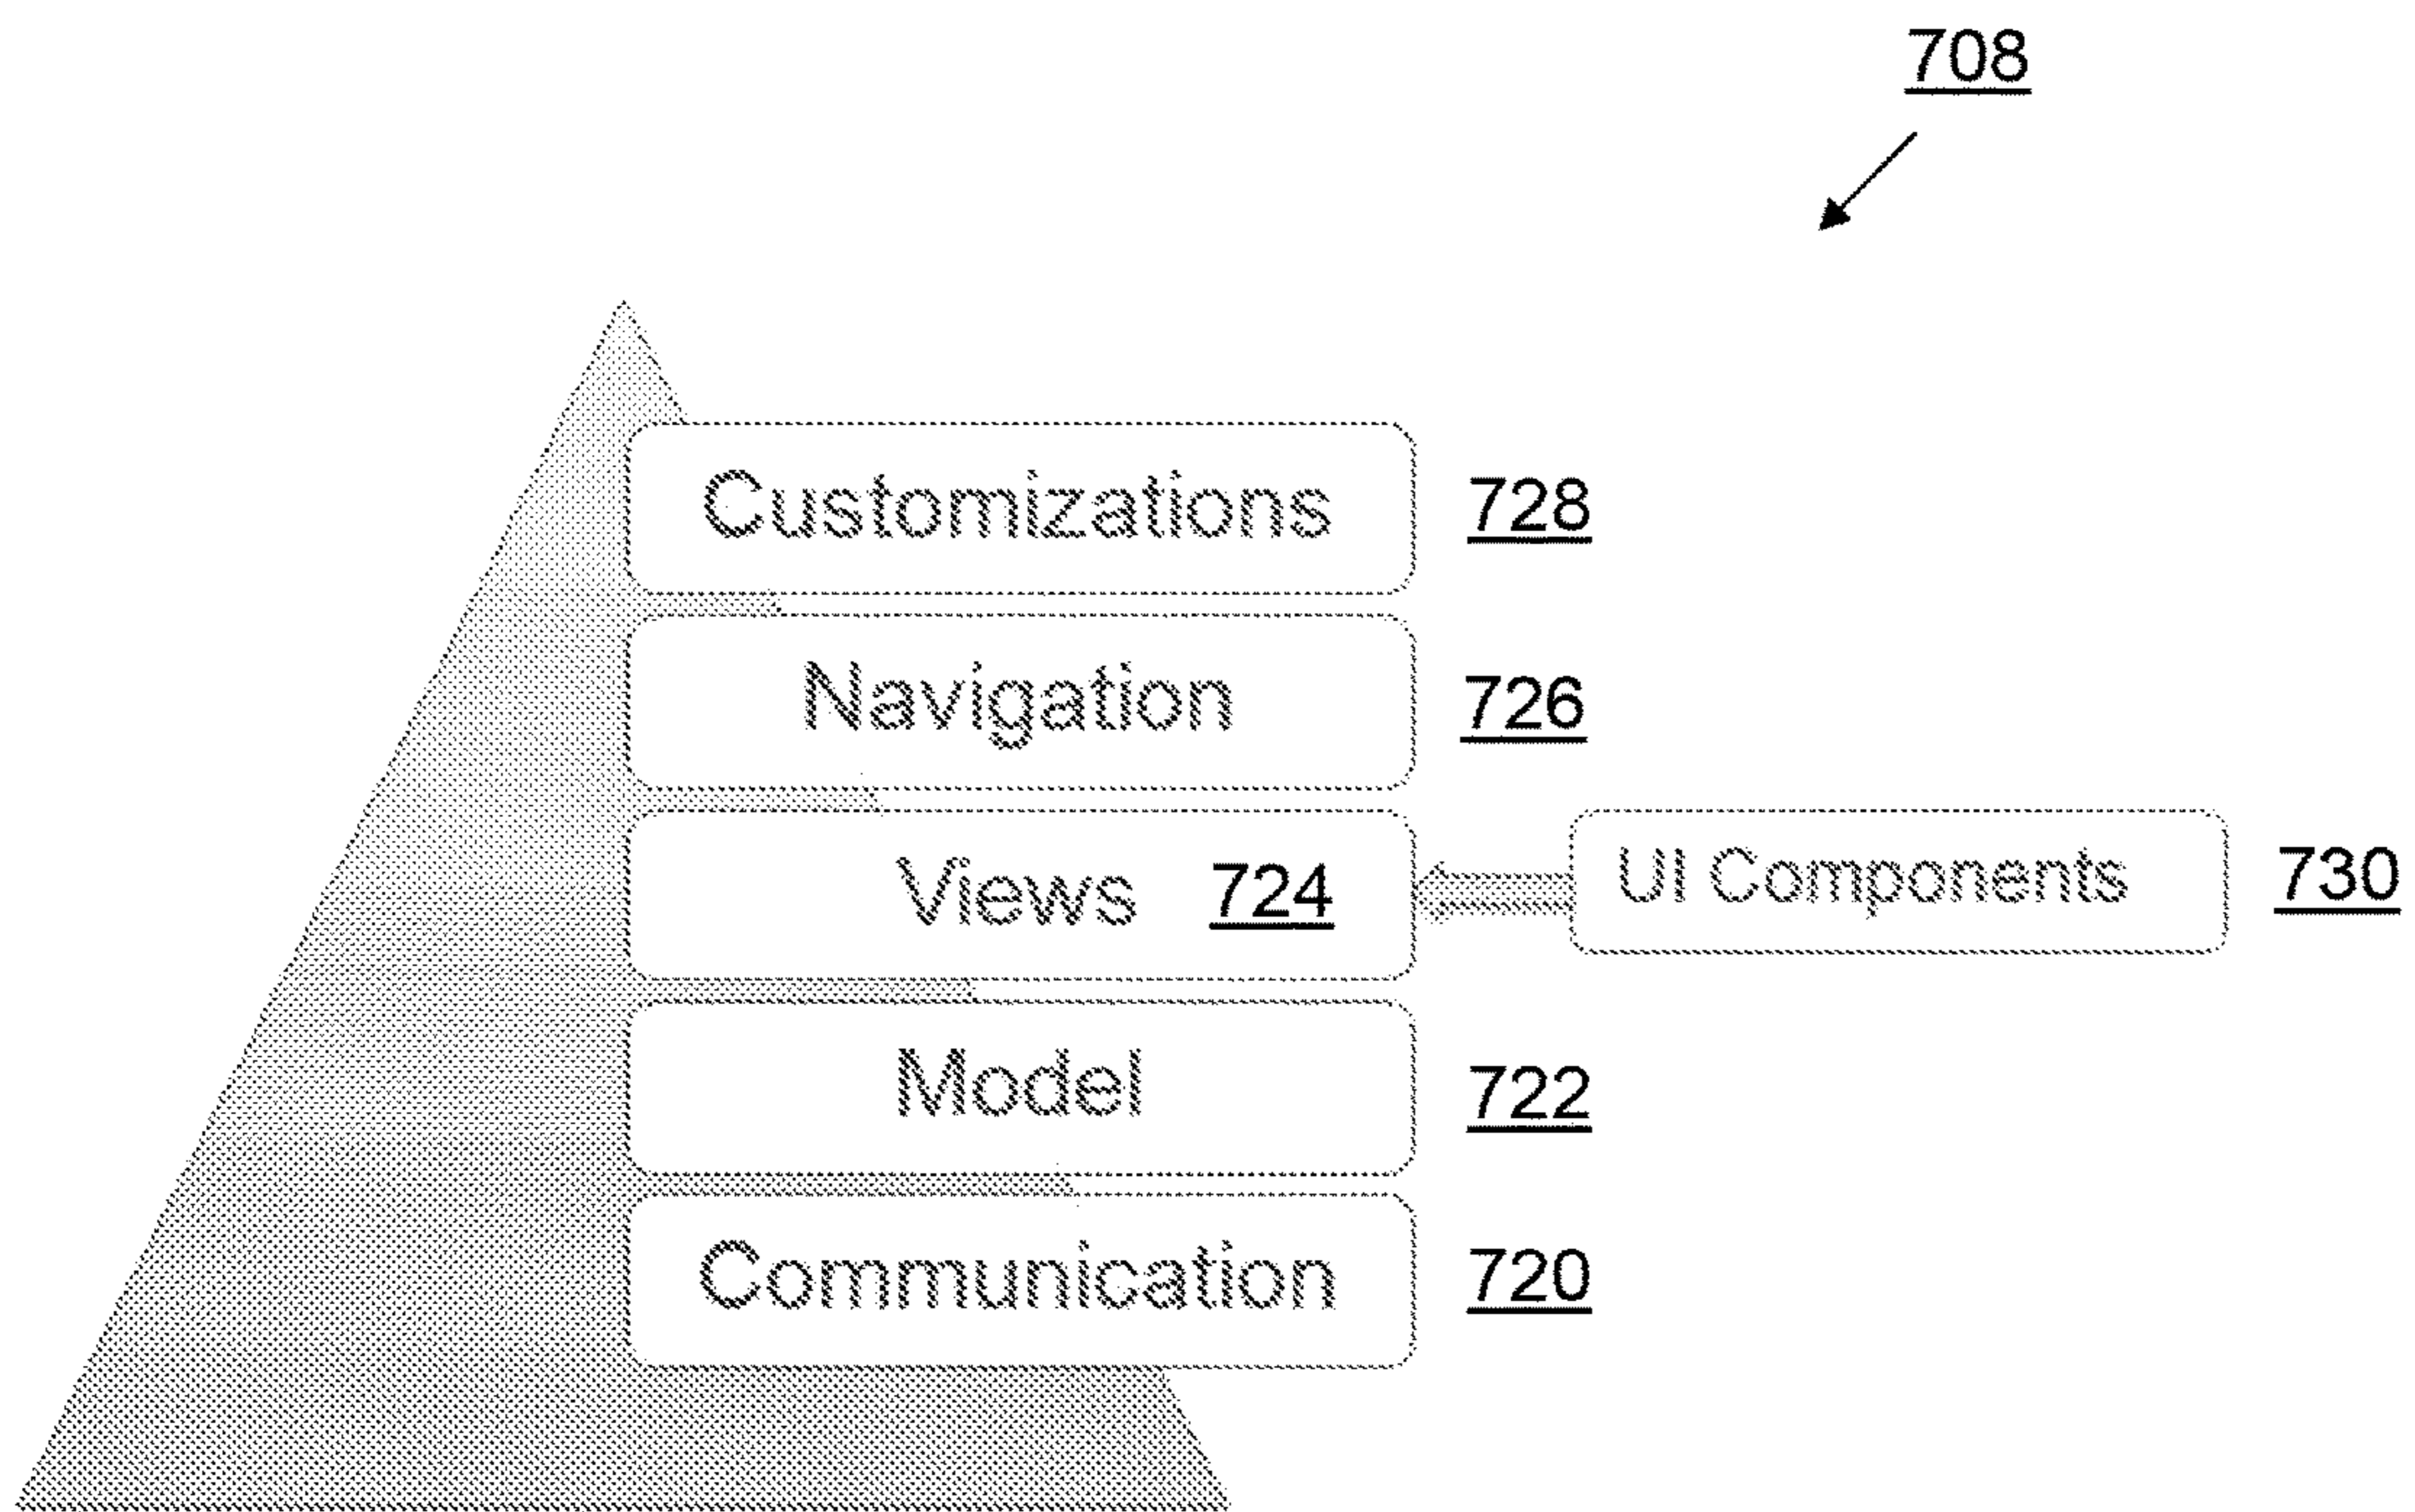 708
Customizations 728
Navigation 726
Views 724 UI Components 730
Model 722
Communication 720